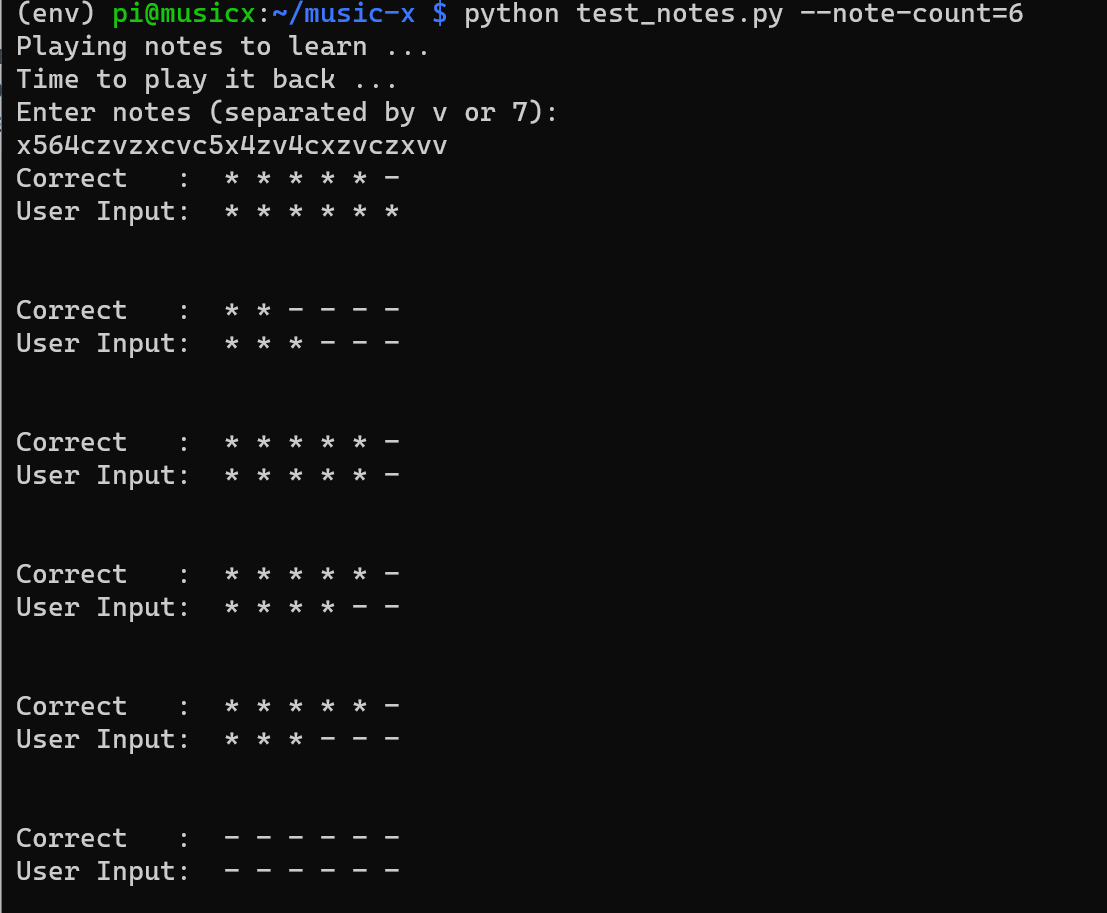 (env) pi@musicx:~/music-x $ python test_notes.py --note-count=6
Playing notes to learn ...
Time to play it back ...
Enter notes (separated by v or 7):
x564czvzxcvc5x4zv4cxzvczxvv
Correct   :  * * * * * -
User Input:  * * * * * *
Correct   :  * * - - - -
User Input:  * * * - - -
Correct   :  * * * * * -
User Input:  * * * * * -
Correct   :  * * * * * -
User Input:  * * * * - -
Correct   :  * * * * * -
User Input:  * * * - - -
Correct   :  - - - - - -
User Input:  - - - - - -